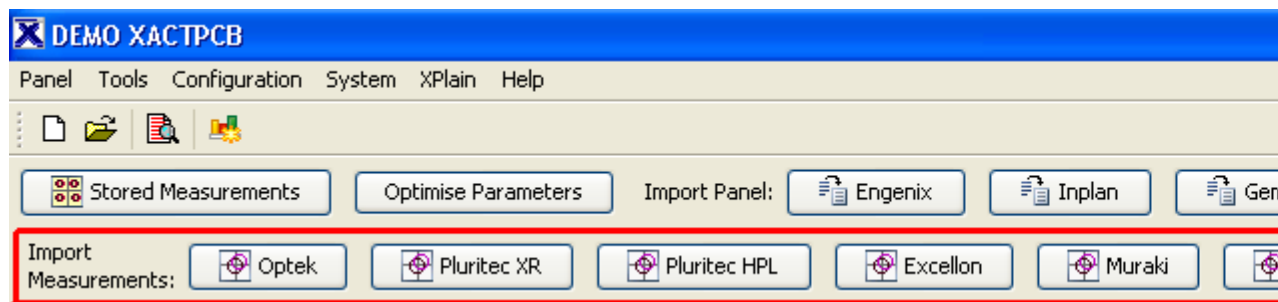 DEMO XACTPCB
Panel Tools Configuration System XPlain Help
Stored Measurements Optimise Parameters Import Panel: Engenix Inplan Gen
Import
Measurements: Optek Pluritec XR Pluritec HPL Excellon Muraki